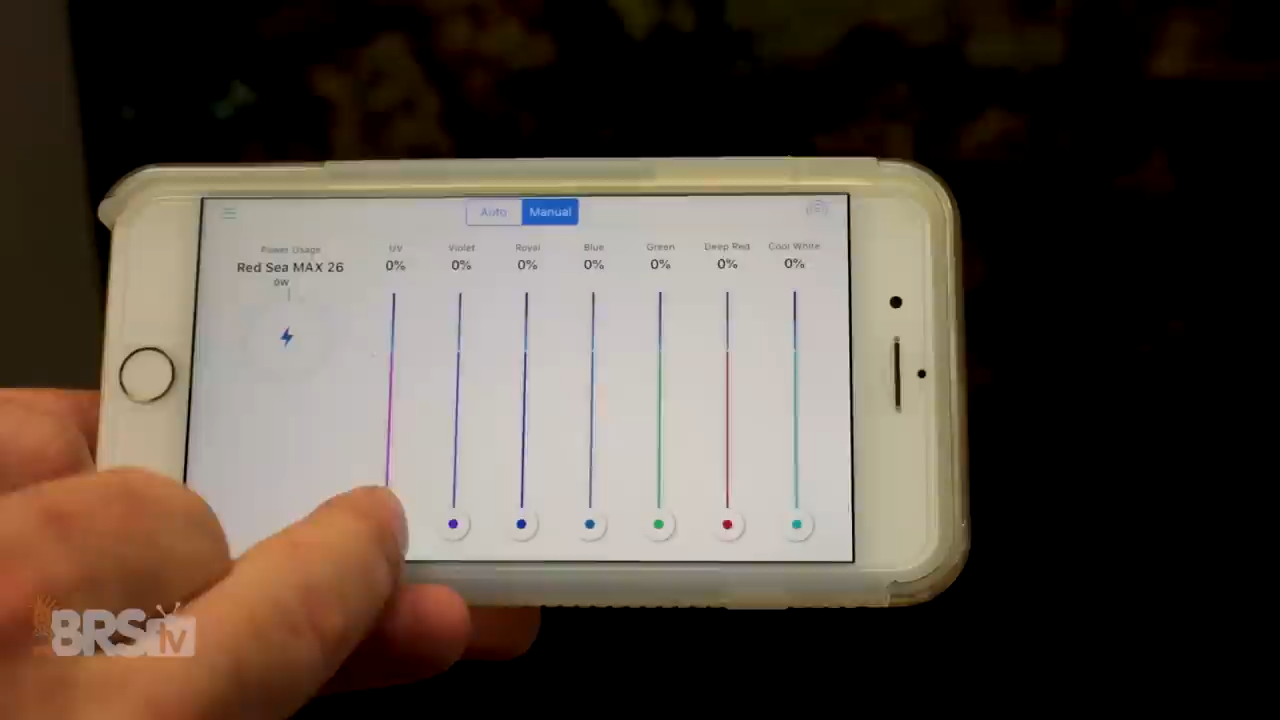 Auto Manual
Power Usage
Red Sea MAX 26
0W
UV Violet Royal Blue Green Deep Red Cool White
0% 0% 0% 0% 0% 0% 0%
BRStv